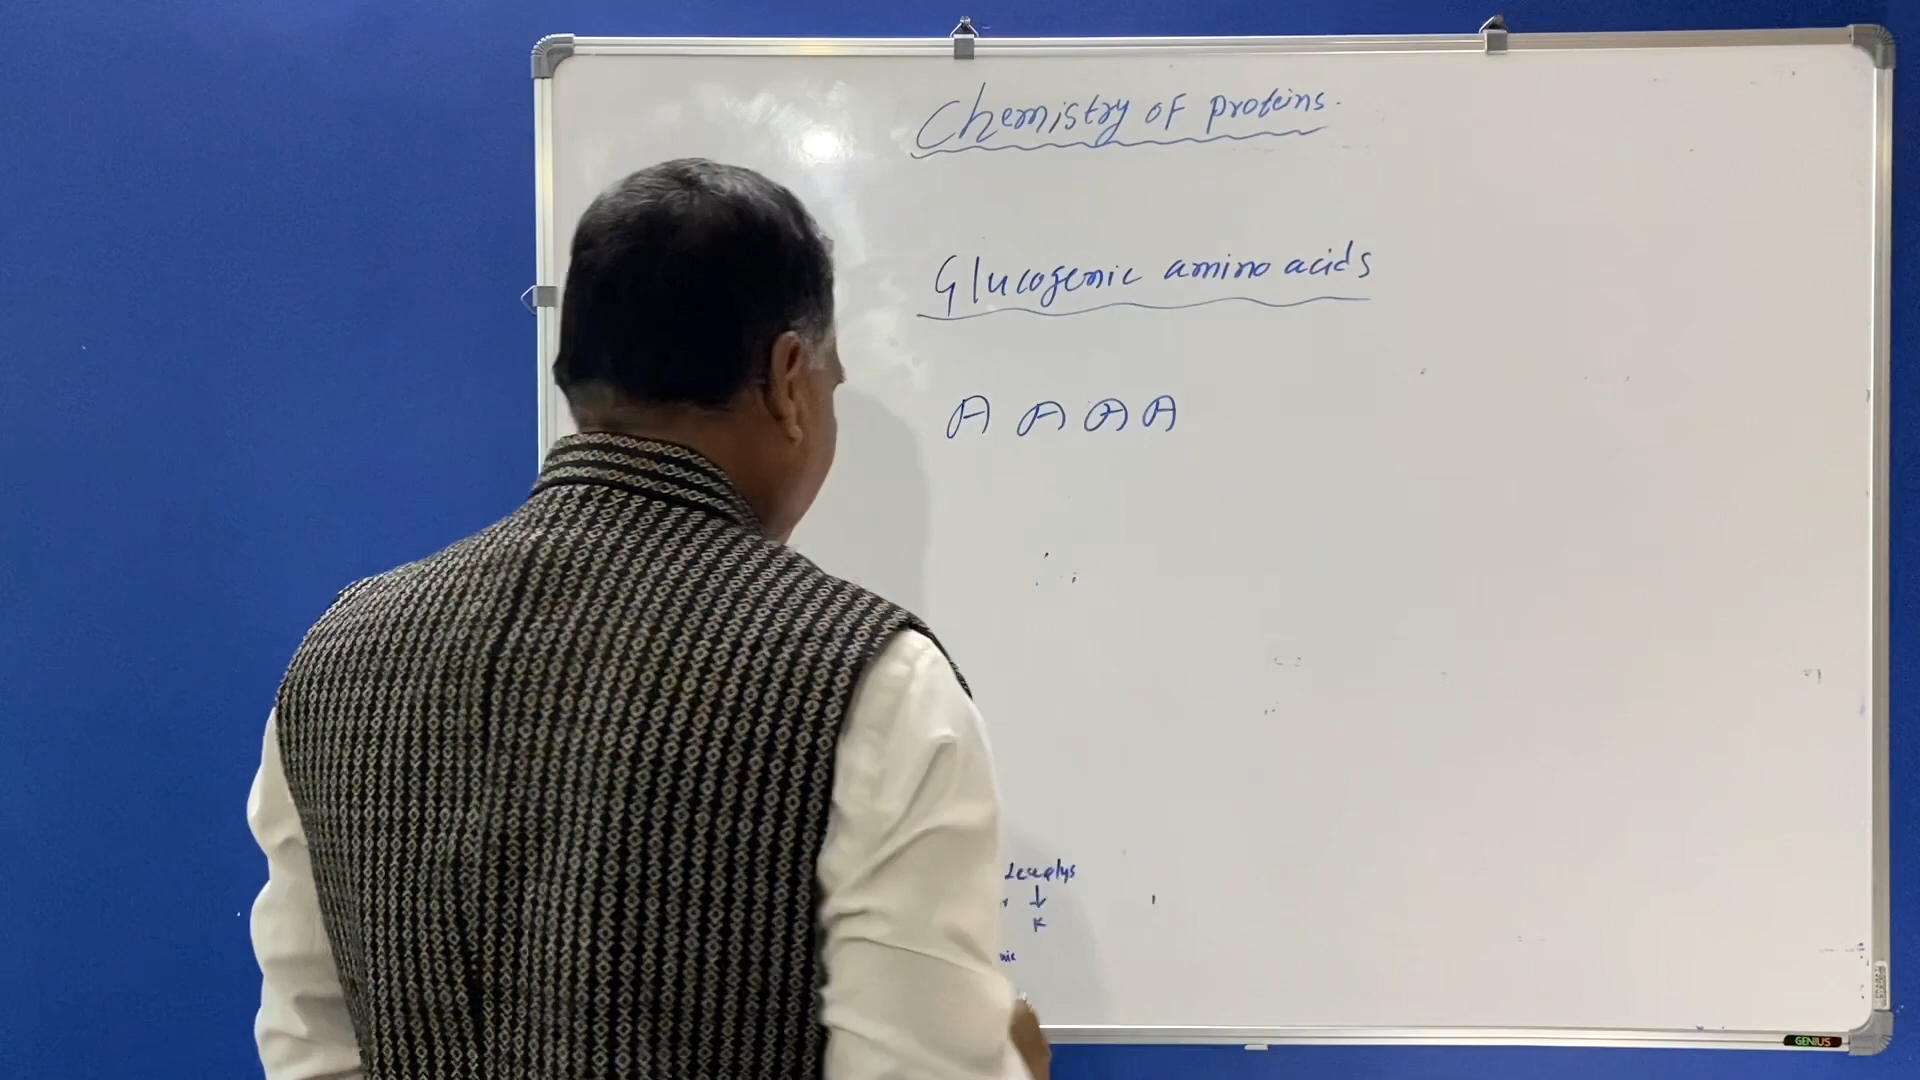 Chemistry of proteins.
Glucogenic amino acids
A A A A
↓
K
GENIUS